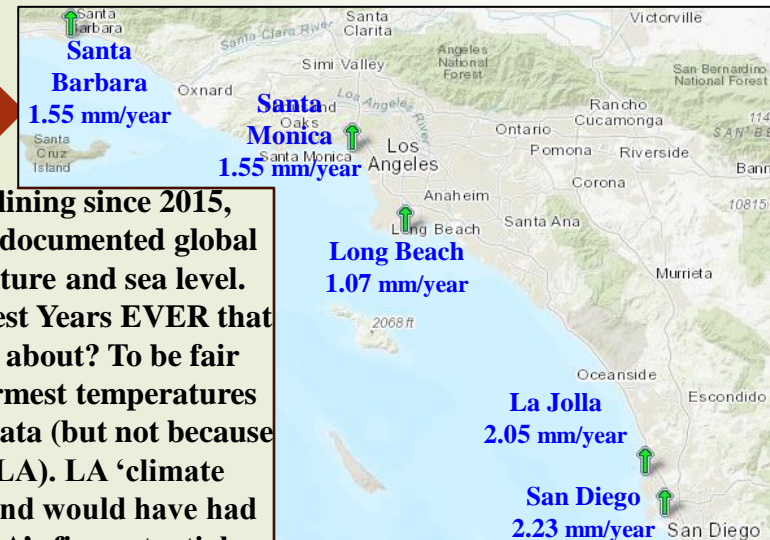 Santa
Barbara
Santa
Barbara
1.55 mm/year
Santa Clara River
Santa
Clarita
Victorville
Angeles
National
Forest
San Bernardino
National Forest
Simi Valley
Oxnard
Santa
Monica
1.55 mm/year
Oaks
Los Angeles River
Santa Monica
Los
Angeles
Rancho
Cucamonga
Ontario
Pomona
Riverside
Corona
Santa
Cruz
Island
Anaheim
Santa Ana
10815
Long Beach
Long Beach
1.07 mm/year
Murrieta
2068 ft
Oceanside
Escondido
La Jolla
2.05 mm/year
San Diego
2.23 mm/year
San Diego
lining since 2015,
documented global
ture and sea level.
est Years EVER that
about? To be fair
rmest temperatures
ata (but not because
LA). LA ‘climate
nd would have had